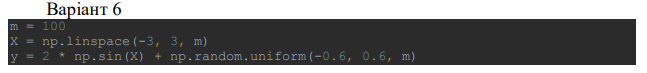 Варіант 6
m = 100
X = np.linspace(-3, 3, m)
y = 2 * np.sin(X) + np.random.uniform(-0.6, 0.6, m)